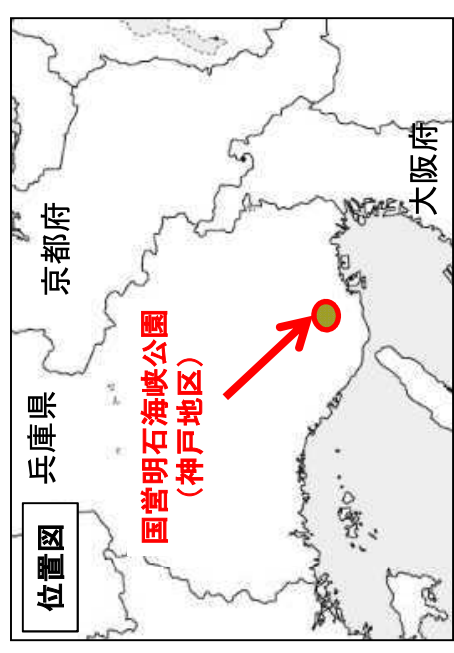 位置図
兵庫県
京都府
大阪府
国営明石海峡公園
（神戸地区）